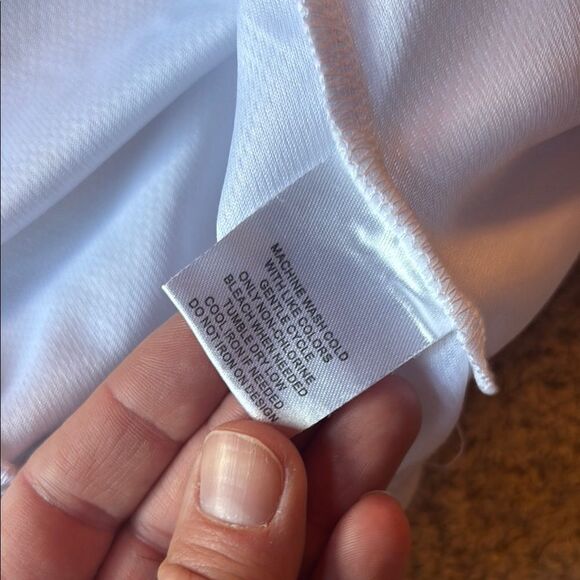 MACHINE WASH COLD
WITH LIKE COLORS
GENTLE CYCLE
ONLY NON-CHLORINE
BLEACH WHEN NEEDED
TUMBLE DRY LOW
COOL IRON IF NEEDED
DO NOT IRON ON DESIGN